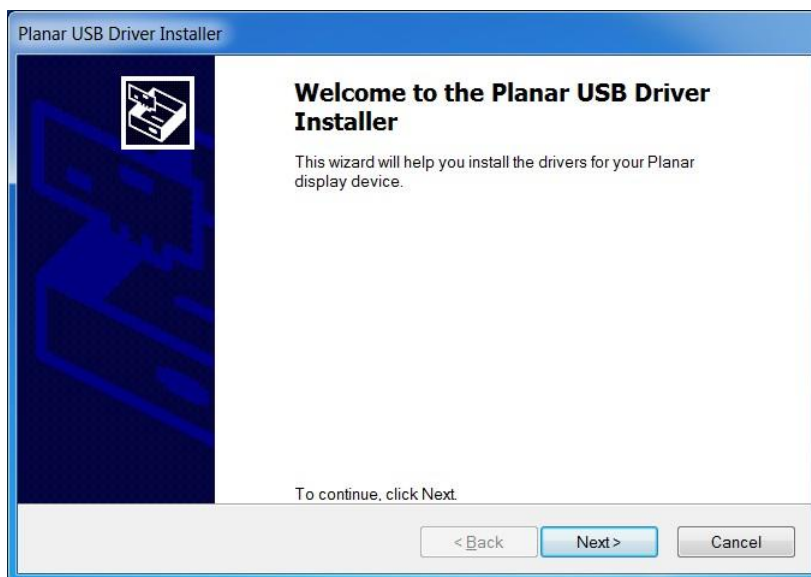 Planar USB Driver Installer
Welcome to the Planar USB Driver
Installer
This wizard will help you install the drivers for your Planar
display device.
To continue, click Next.
< Back
Next >
Cancel